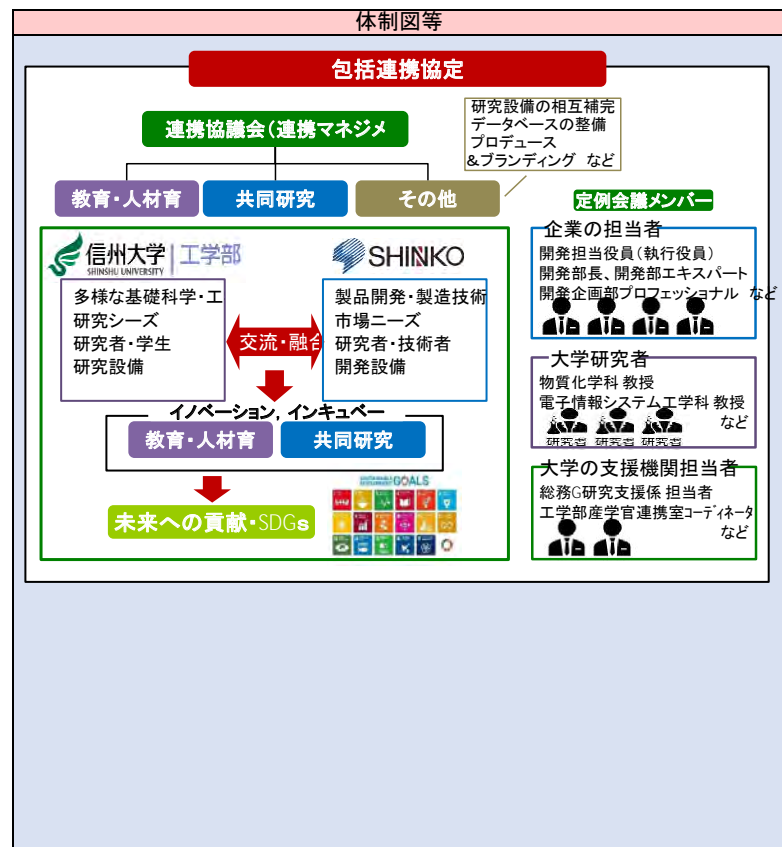 体制図等
包括連携協定
連携協議会（連携マネジメ
研究設備の相互補完
データベースの整備
プロデュース
&ブランディング など
教育・人材育
共同研究
その他
定例会議メンバー
信州大学
SHINSHU UNIVERSITY
工学部
SHINKO
多様な基礎科学・工
研究シーズ
研究者・学生
研究設備
交流・融合
製品開発・製造技術
市場ニーズ
研究者・技術者
開発設備
イノベーション, インキュベー
教育・人材育
共同研究
未来への貢献・SDGs
GOALS
企業の担当者
開発担当役員（執行役員）
開発部長、開発部エキスパート
開発企画部プロフェッショナル など
大学研究者
物質化学科 教授
電子情報システム工学科 教授
など
研究者 研究者 研究者
大学の支援機関担当者
総務G研究支援係 担当者
工学部産学官連携室コーディネータ
など